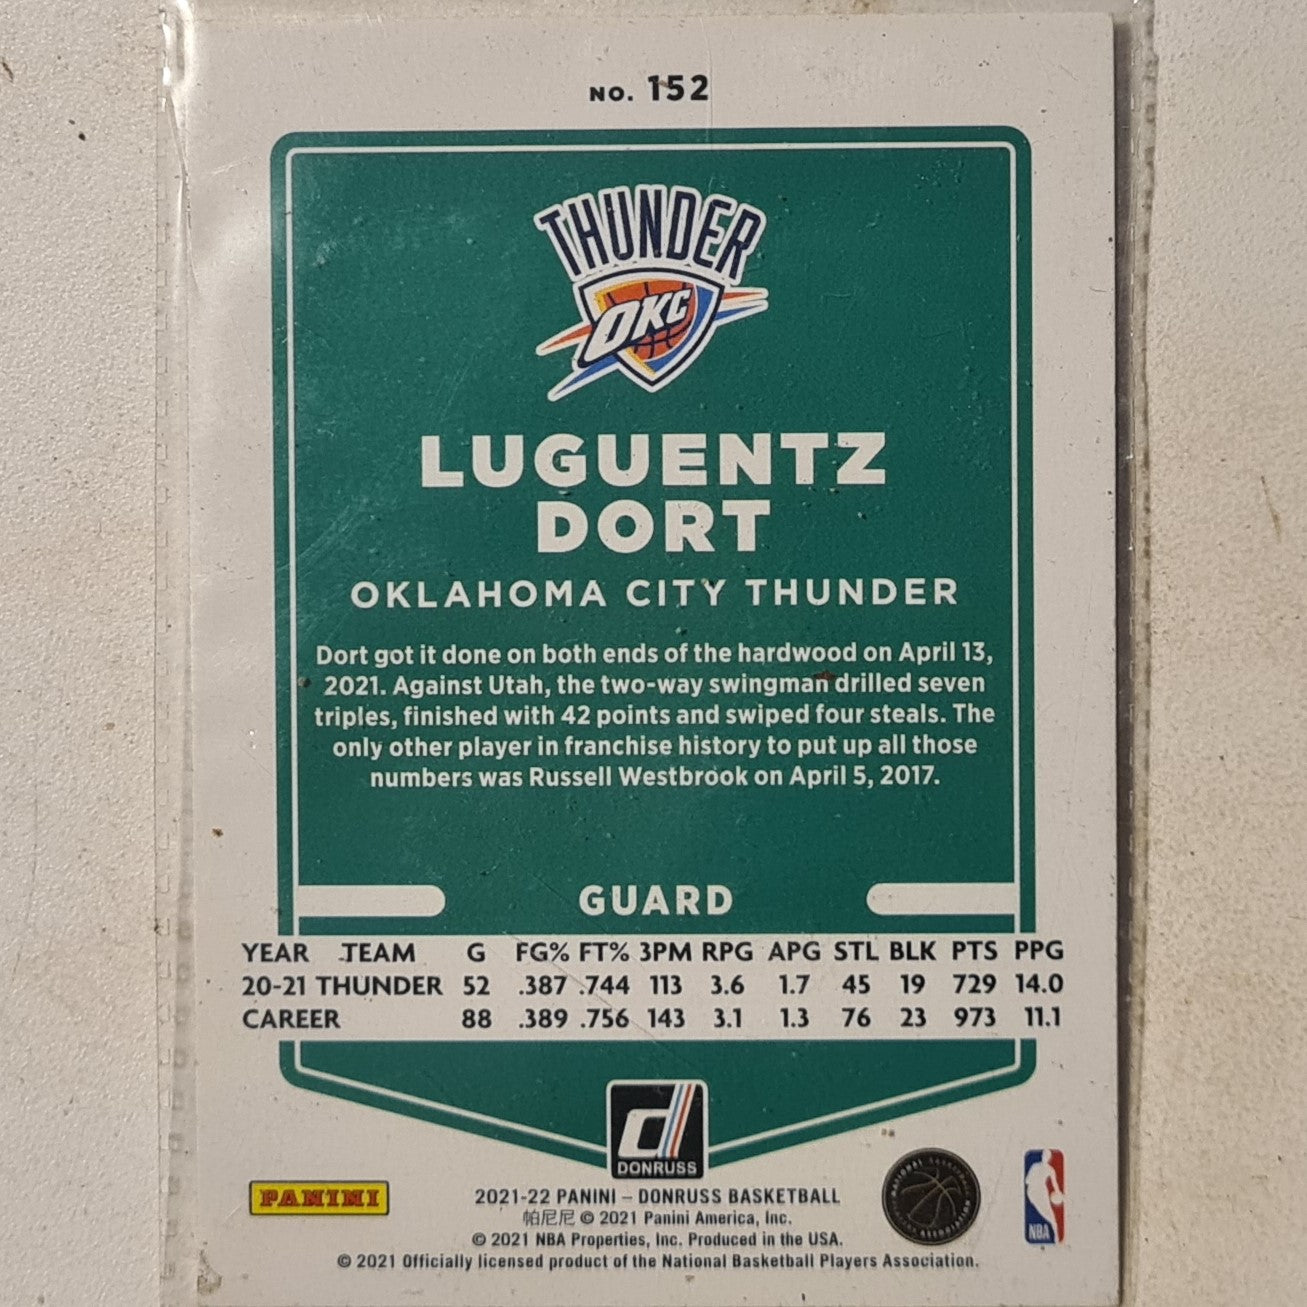 NO. 152
THUNDER
OKC
LUGUENTZ
DORT
OKLAHOMA CITY THUNDER
Dort got it done on both ends of the hardwood on April 13,
2021. Against Utah, the two-way swingman drilled seven
triples, finished with 42 points and swiped four steals. The
only other player in franchise history to put up all those
numbers was Russell Westbrook on April 5, 2017.
GUARD
YEAR TEAM G FG% FT% 3PM RPG APG STL BLK PTS PPG
20-21 THUNDER 52 .387 .744 113 3.6 1.7 45 19 729 14.0
CAREER 88 .389 .756 143 3.1 1.3 76 23 973 11.1
d
DONRUSS
PANINI
2021-22 PANINI – DONRUSS BASKETBALL
帕尼尼 © 2021 Panini America, Inc.
© 2021 NBA Properties, Inc. Produced in the USA.
© 2021 Officially licensed product of the National Basketball Players Association.
NATIONAL BASKETBALL PLAYERS ASSOCIATION
NBA